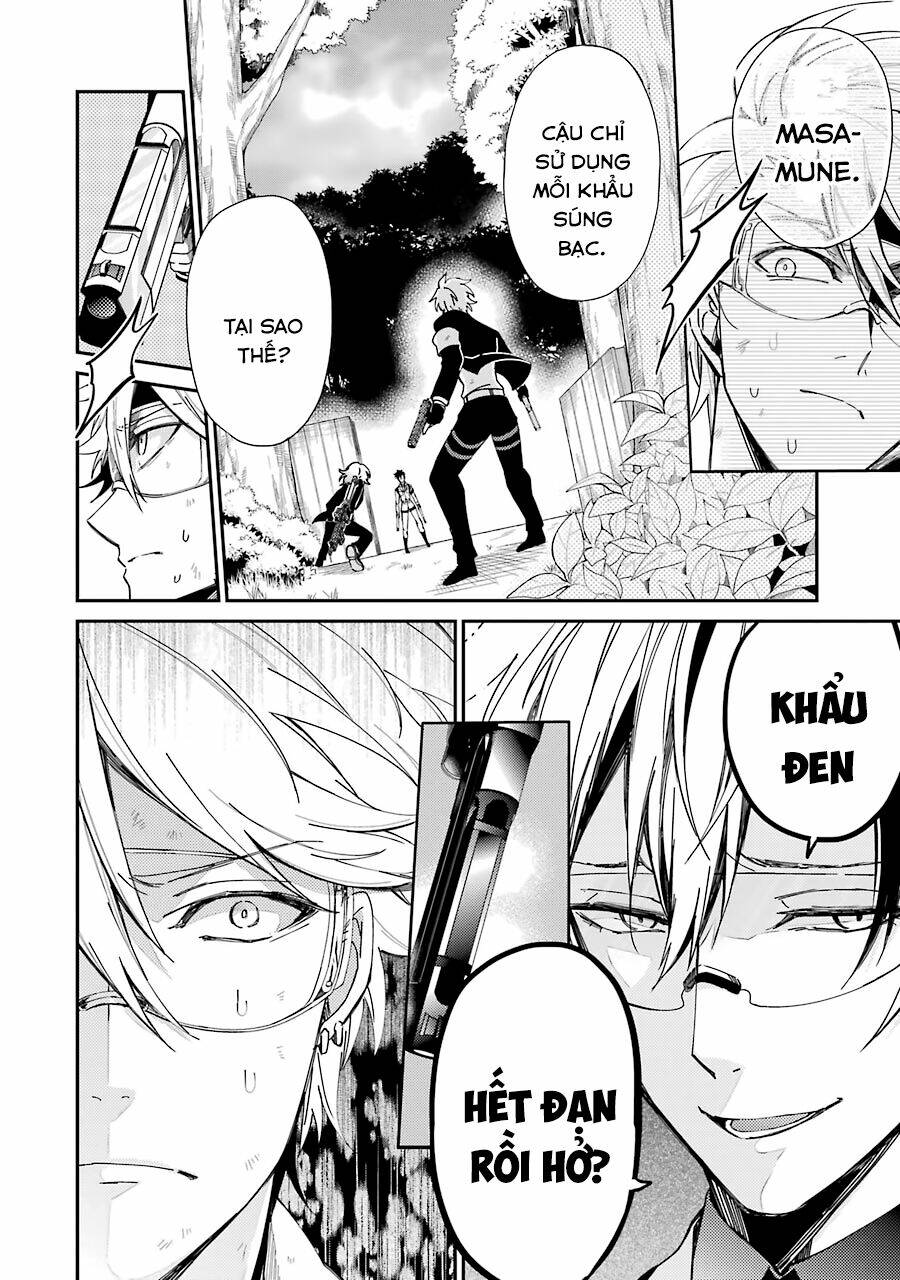 MASA-
MUNE.
CẬU CHỈ
SỬ DỤNG
MỖI KHẨU
SÚNG
BẠC.
TẠI SAO
THẾ?
KHẨU
ĐEN
HẾT ĐẠN
RỒI HỞ?